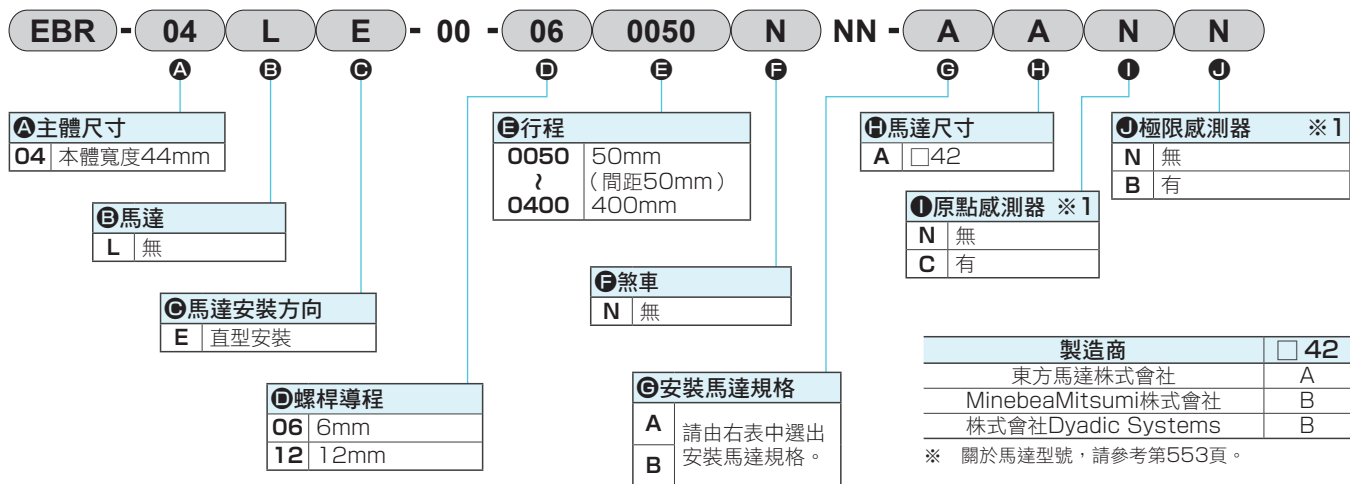 EBR - 04 L E - 00 - 06 0050 N NN - A A N N
A B C D E F G H I J
A主體尺寸
04 本體寬度44mm
B馬達
L 無
C馬達安裝方向
E 直型安裝
D螺桿導程
06 6mm
12 12mm
E行程
0050 50mm
~ (間距50mm)
0400 400mm
F煞車
N 無
G安裝馬達規格
A 請由右表中選出
B 安裝馬達規格。
H馬達尺寸
A □42
I原點感測器 ※1
N 無
C 有
J極限感測器 ※1
N 無
B 有
製造商 □42
東方馬達株式會社 A
MinebeaMitsumi株式會社 B
株式會社Dyadic Systems B
※ 關於馬達型號，請參考第553頁。